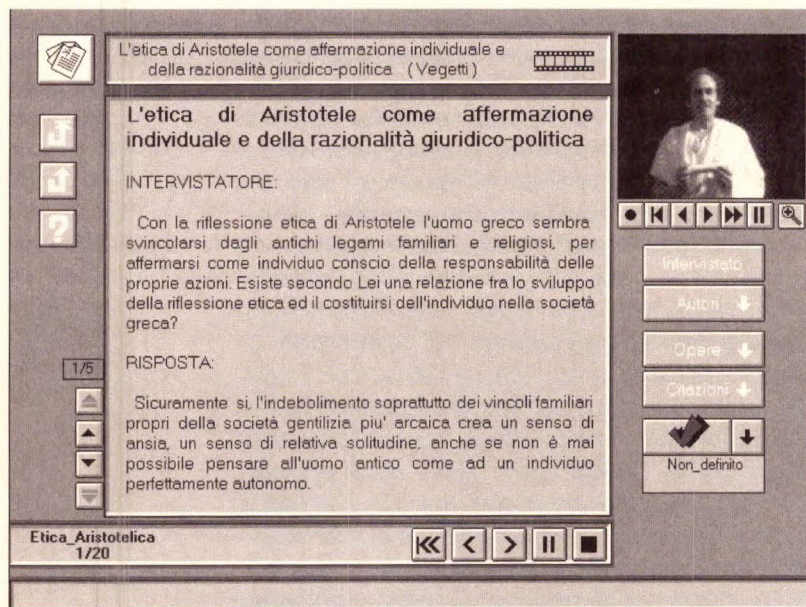 L'etica di Aristotele come affermazione individuale e
della razionalità giuridico-politica (Vegetti)
L'etica di Aristotele come affermazione
individuale e della razionalità giuridico-politica
INTERVISTATORE:
Con la riflessione etica di Aristotele l'uomo greco sembra
svincolarsi dagli antichi legami familiari e religiosi, per
affermarsi come individuo conscio della responsabilità delle
proprie azioni. Esiste secondo Lei una relazione fra lo sviluppo
della riflessione etica ed il costituirsi dell'individuo nella società
greca?
RISPOSTA:
Sicuramente si, l'indebolimento soprattutto dei vincoli familiari
propri della società gentilizia piu' arcaica crea un senso di
ansia, un senso di relativa solitudine, anche se non è mai
possibile pensare all'uomo antico come ad un individuo
perfettamente autonomo.
1/5
Etica_Aristotelica
1/20
Intervistato
Autori
Opere
Citazioni
Non_definito